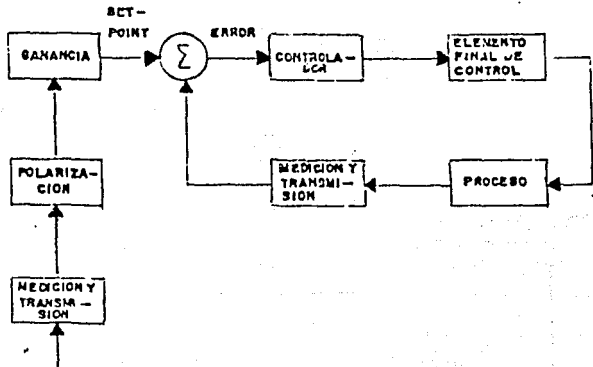 SET-
POINT
ERROR
GANANCIA
Σ
CONTROLA-
DOR
ELEMENTO
FINAL DE
CONTROL
POLARIZA-
CION
MEDICION Y
TRANSMI-
SION
PROCESO
MEDICION Y
TRANSMI-
SION